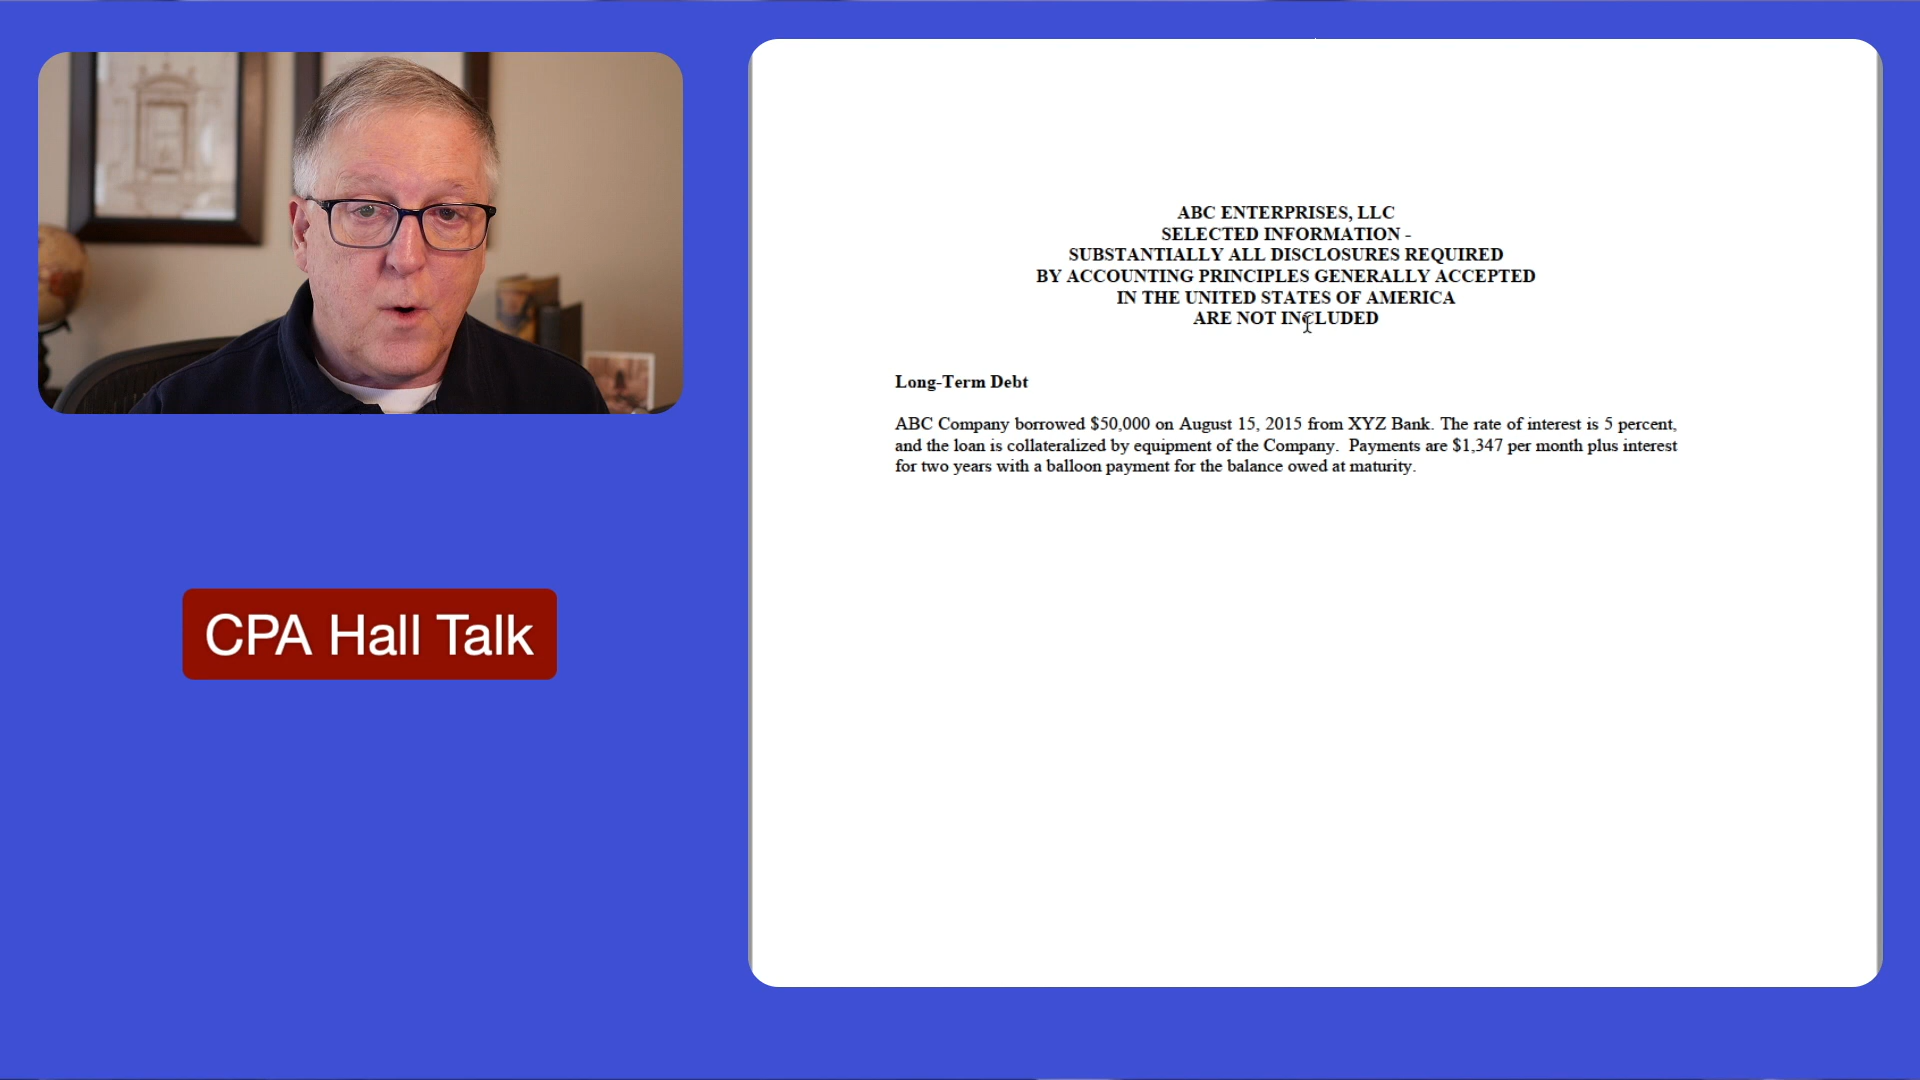 CPA Hall Talk
ABC ENTERPRISES, LLC
SELECTED INFORMATION -
SUBSTANTIALLY ALL DISCLOSURES REQUIRED
BY ACCOUNTING PRINCIPLES GENERALLY ACCEPTED
IN THE UNITED STATES OF AMERICA
ARE NOT INCLUDED
Long-Term Debt
ABC Company borrowed $50,000 on August 15, 2015 from XYZ Bank. The rate of interest is 5 percent,
and the loan is collateralized by equipment of the Company. Payments are $1,347 per month plus interest
for two years with a balloon payment for the balance owed at maturity.